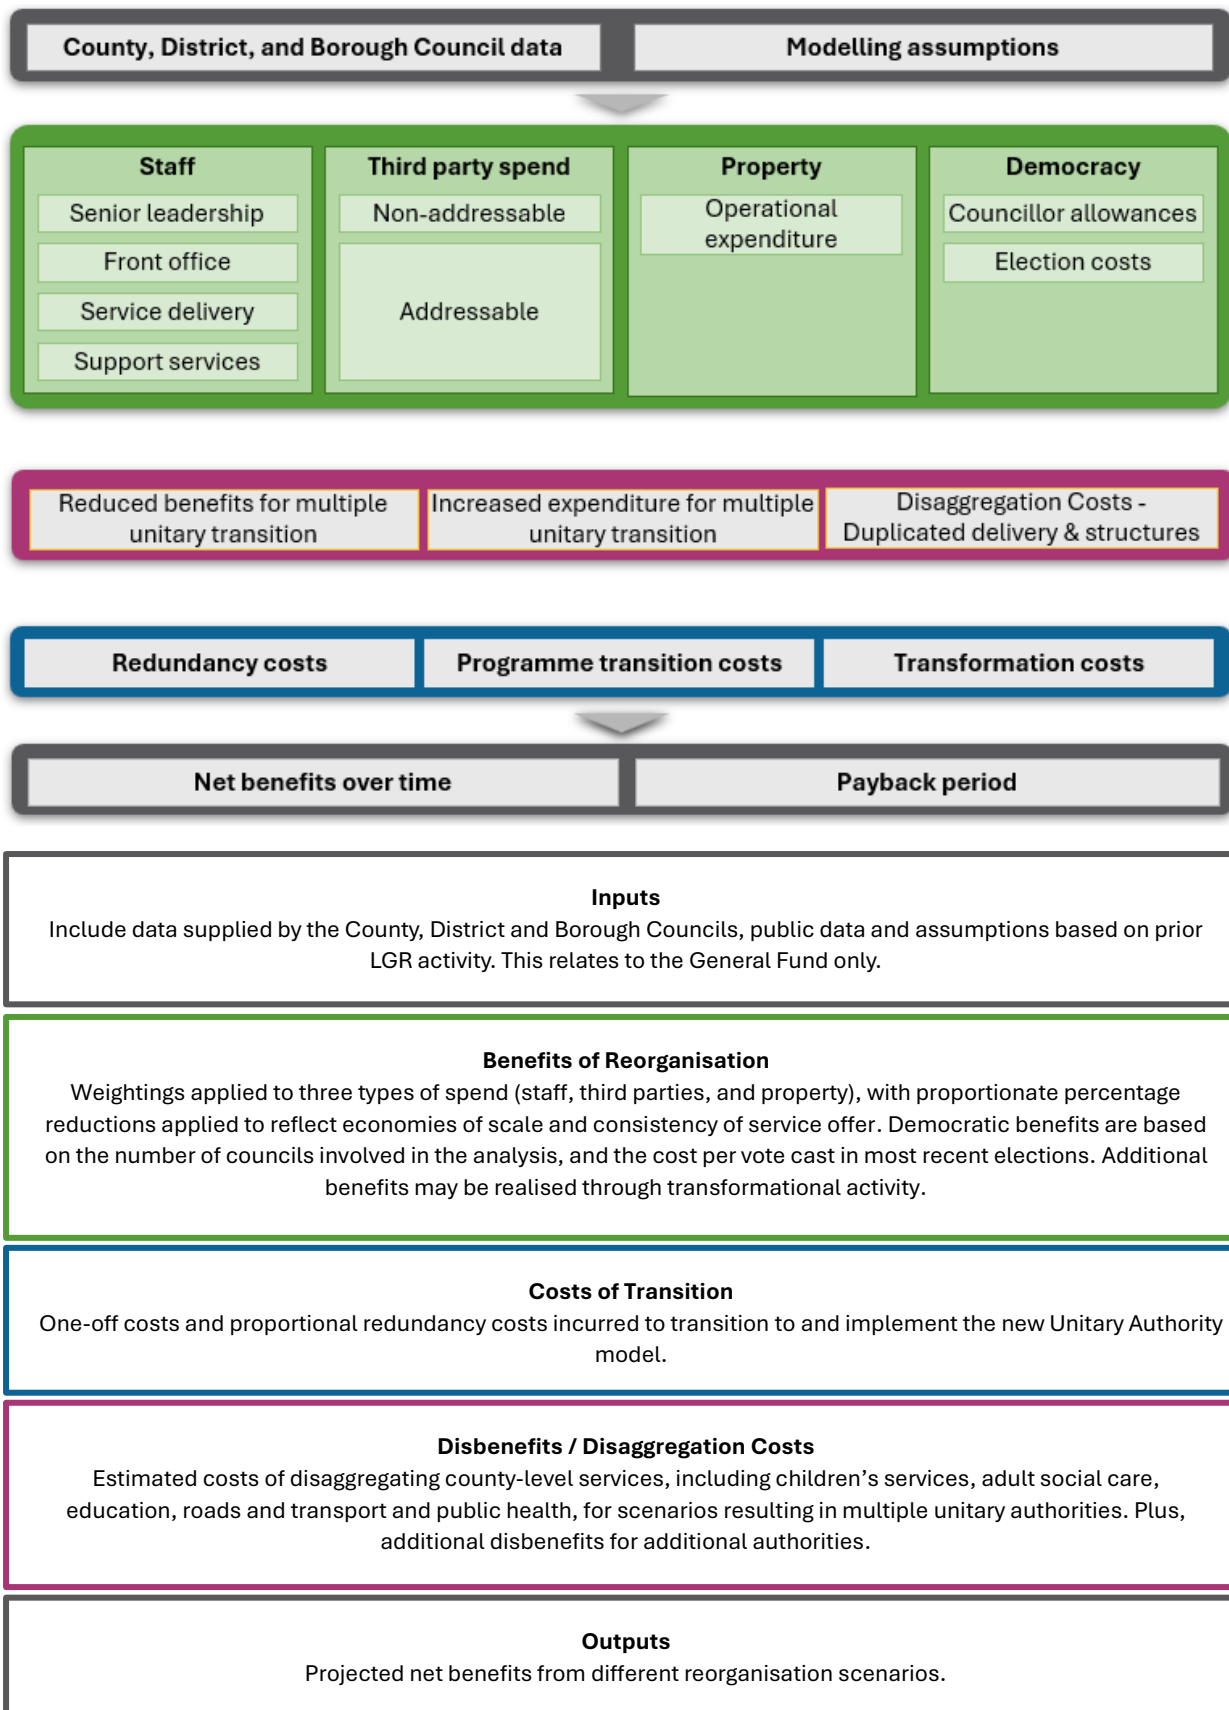 County, District, and Borough Council data
Modelling assumptions
Staff
Senior leadership
Front office
Service delivery
Support services
Third party spend
Non-addressable
Addressable
Property
Operational
expenditure
Democracy
Councillor allowances
Election costs
Reduced benefits for multiple
unitary transition
Increased expenditure for multiple
unitary transition
Disaggregation Costs -
Duplicated delivery & structures
Redundancy costs
Programme transition costs
Transformation costs
Net benefits over time
Payback period
Inputs
Include data supplied by the County, District and Borough Councils, public data and assumptions based on prior
LGR activity. This relates to the General Fund only.
Benefits of Reorganisation
Weightings applied to three types of spend (staff, third parties, and property), with proportionate percentage
reductions applied to reflect economies of scale and consistency of service offer. Democratic benefits are based
on the number of councils involved in the analysis, and the cost per vote cast in most recent elections. Additional
benefits may be realised through transformational activity.
Costs of Transition
One-off costs and proportional redundancy costs incurred to transition to and implement the new Unitary Authority
model.
Disbenefits / Disaggregation Costs
Estimated costs of disaggregating county-level services, including children’s services, adult social care,
education, roads and transport and public health, for scenarios resulting in multiple unitary authorities. Plus,
additional disbenefits for additional authorities.
Outputs
Projected net benefits from different reorganisation scenarios.